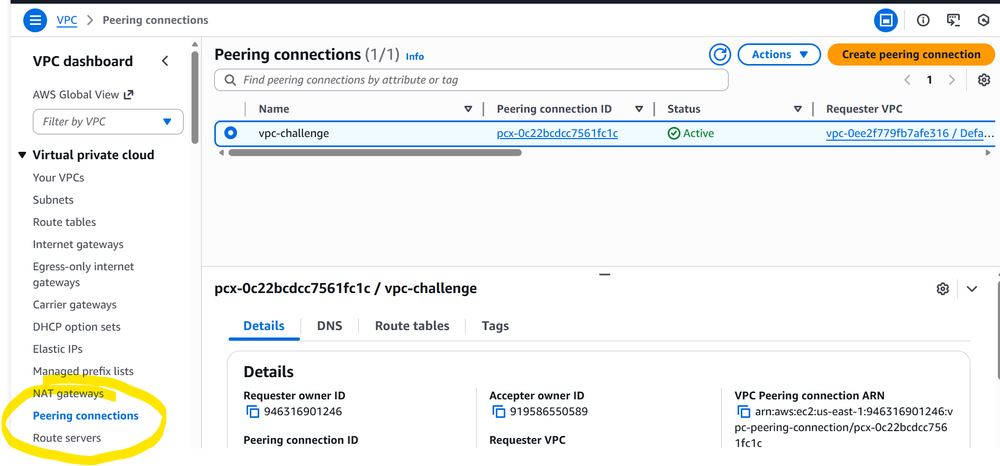 VPC > Peering connections
VPC dashboard
AWS Global View
Filter by VPC
Virtual private cloud
Your VPCs
Subnets
Route tables
Internet gateways
Egress-only internet
gateways
Carrier gateways
DHCP option sets
Elastic IPs
Managed prefix lists
NAT gateways
Peering connections
Route servers
Peering connections (1/1) Info
Actions
Create peering connection
Find peering connections by attribute or tag
1
Name Peering connection ID Status Requester VPC
vpc-challenge pcx-0c22bcdcc7561fc1c Active vpc-0ee2f779fb7afe316 / Defa...
pcx-0c22bcdcc7561fc1c / vpc-challenge
Details DNS Route tables Tags
Details
Requester owner ID
946316901246
Peering connection ID
Accepter owner ID
919586550589
Requester VPC
VPC Peering connection ARN
arn:aws:ec2:us-east-1:946316901246:v
pc-peering-connection/pcx-0c22bcdcc756
1fc1c